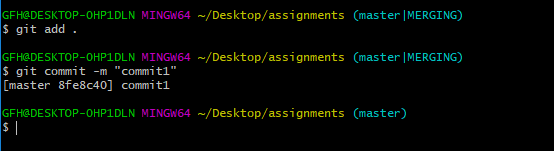 GFH@DESKTOP-OHP1DLN MINGW64 ~/Desktop/assignments (master|MERGING)
$ git add .
GFH@DESKTOP-OHP1DLN MINGW64 ~/Desktop/assignments (master|MERGING)
$ git commit -m "commit1"
[master 8fe8c40] commit1
GFH@DESKTOP-OHP1DLN MINGW64 ~/Desktop/assignments (master)
$